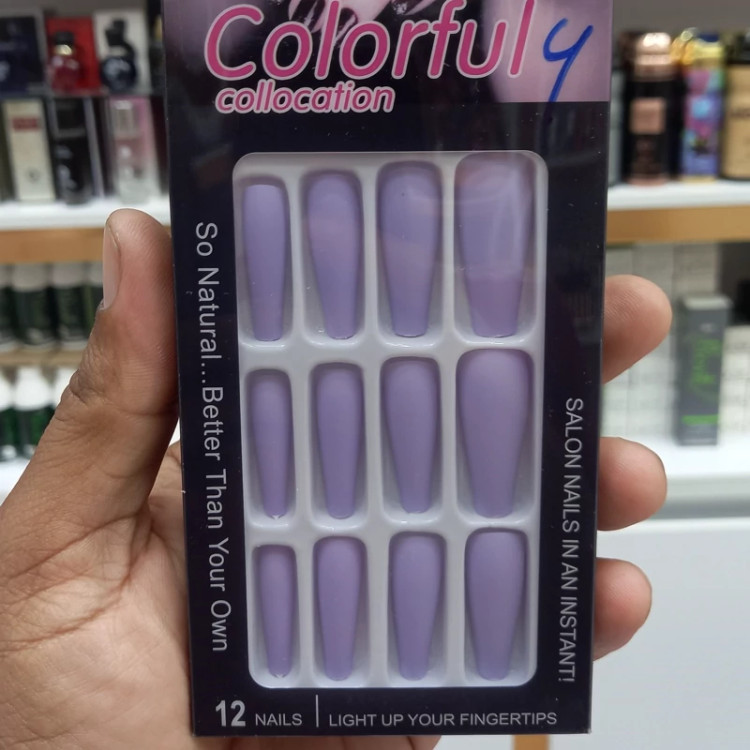 Colorful 4
collocation
So Natural...Better Than Your Own
SALON NAILS IN AN INSTANT!
12 NAILS | LIGHT UP YOUR FINGERTIPS